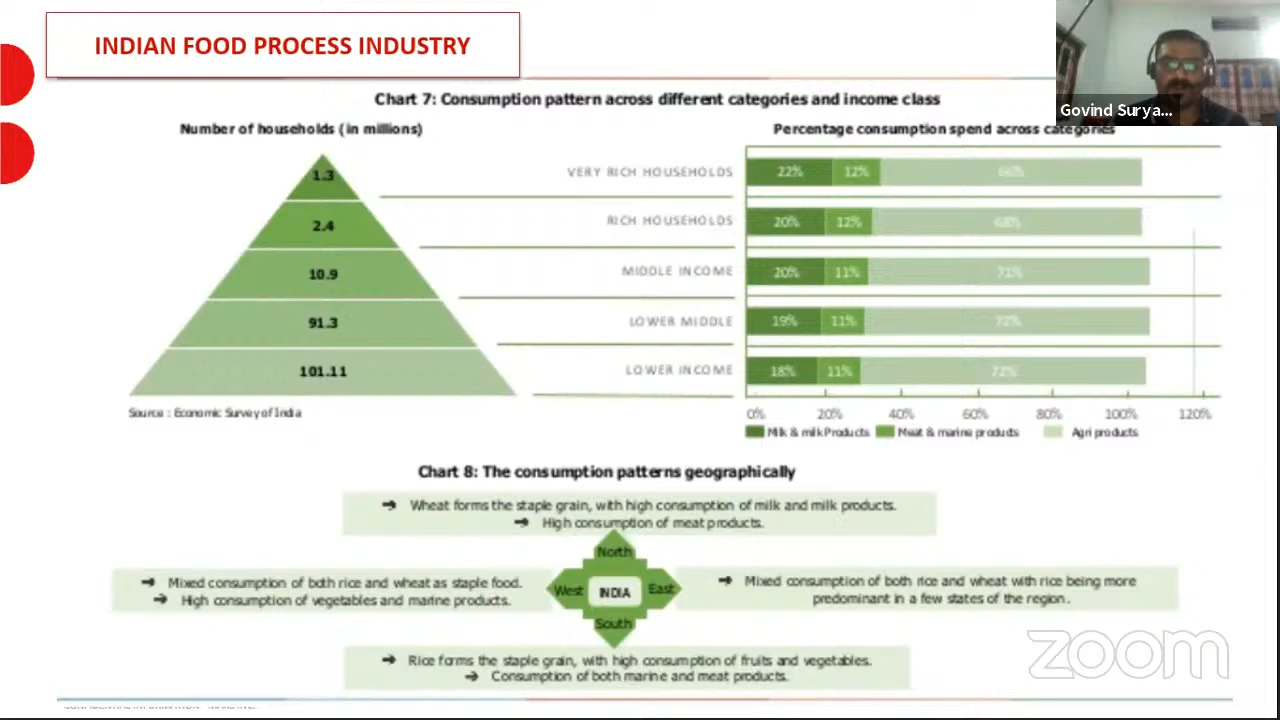 INDIAN FOOD PROCESS INDUSTRY
Govind Surya...
Chart 7: Consumption pattern across different categories and income class
Number of households (in millions)
Percentage consumption spend across categories
1.3
VERY RICH HOUSEHOLDS
22% 12% 66%
2.4
RICH HOUSEHOLDS
20% 12% 68%
10.9
MIDDLE INCOME
20% 11% 71%
91.3
LOWER MIDDLE
19% 11% 72%
101.11
LOWER INCOME
18% 11% 72%
0% 20% 40% 60% 80% 100% 120%
Source : Economic Survey of India
Milk & milk Products Meat & marine products Agri products
Chart 8: The consumption patterns geographically
➔ Wheat forms the staple grain, with high consumption of milk and milk products.
➔ High consumption of meat products.
North
➔ Mixed consumption of both rice and wheat as staple food.
➔ High consumption of vegetables and marine products.
West INDIA East
➔ Mixed consumption of both rice and wheat with rice being more
predominant in a few states of the region.
South
➔ Rice forms the staple grain, with high consumption of fruits and vegetables.
➔ Consumption of both marine and meat products.
zoom